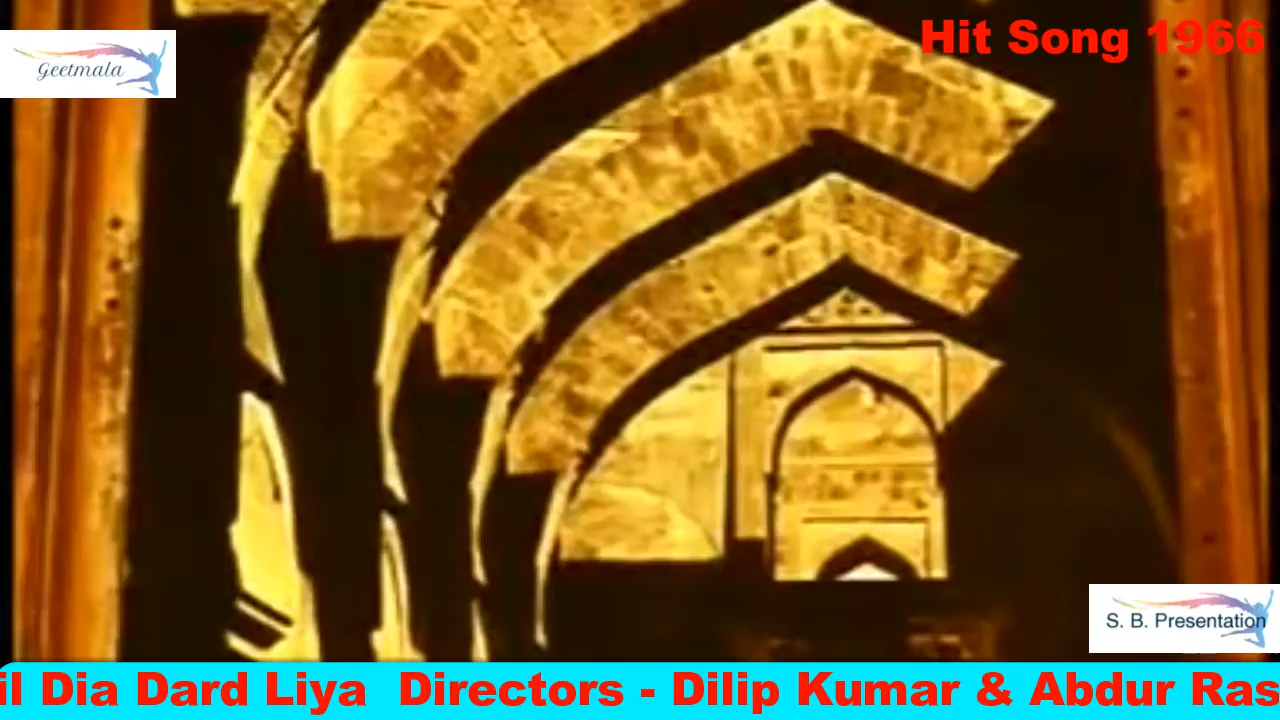 Hit Song 1966
Geetmala
S. B. Presentation
il Dia Dard Liya Directors - Dilip Kumar & Abdur Ras